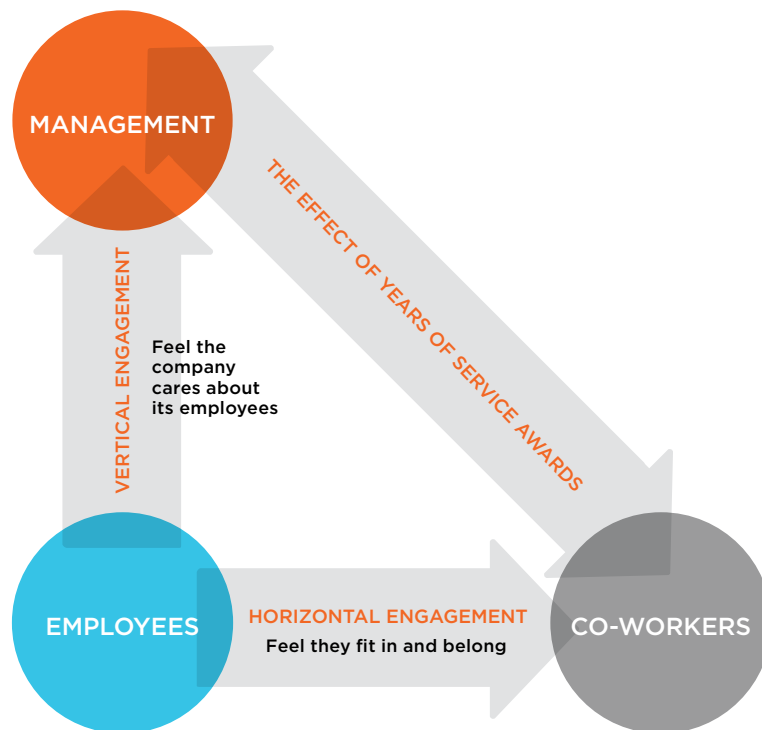 MANAGEMENT
THE EFFECT OF YEARS OF SERVICE AWARDS
VERTICAL ENGAGEMENT
Feel the
company
cares about
its employees
EMPLOYEES
HORIZONTAL ENGAGEMENT
Feel they fit in and belong
CO-WORKERS